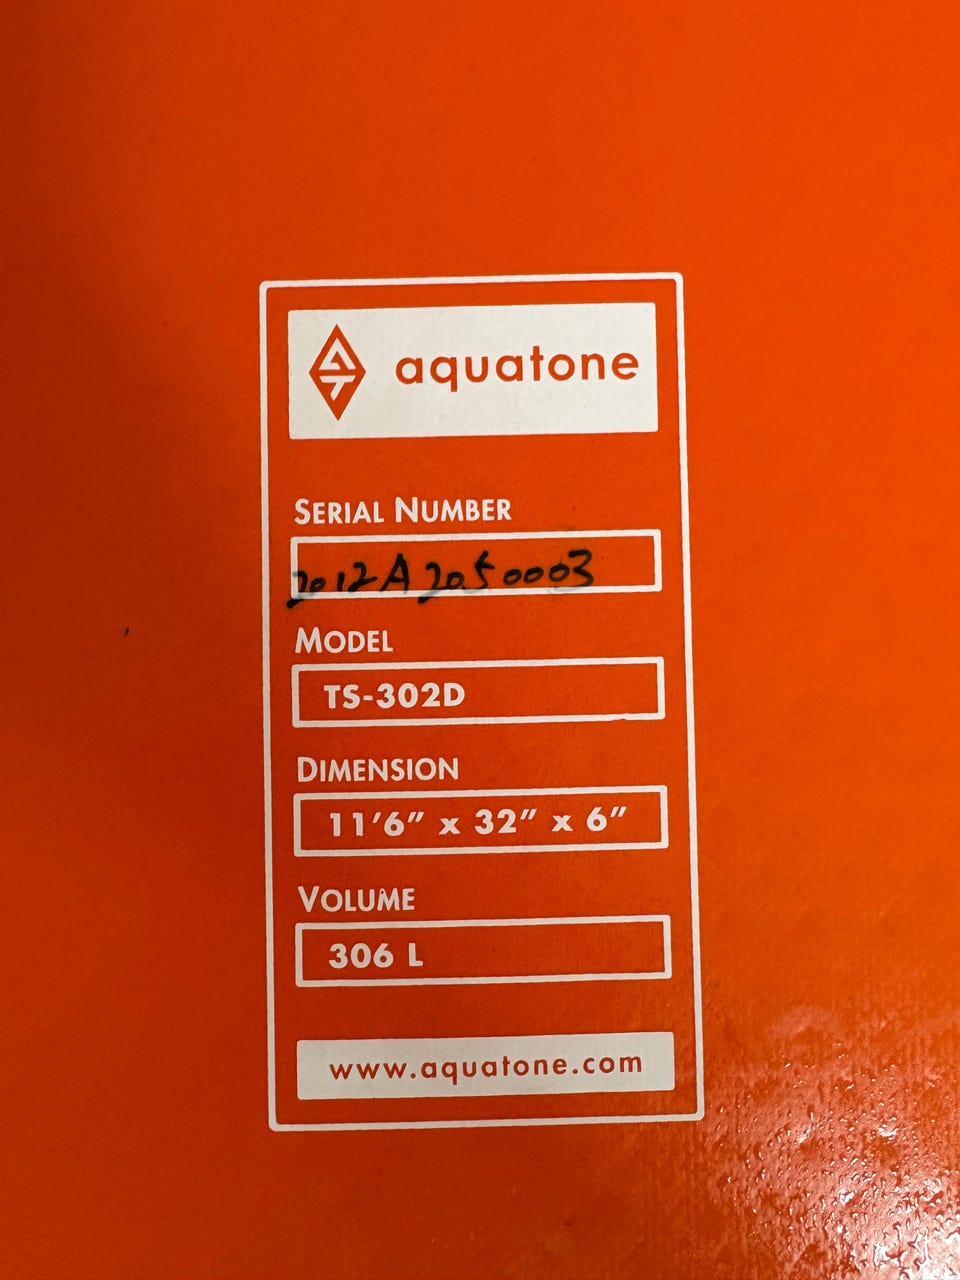 aquatone
SERIAL NUMBER
2012A2050003
MODEL
TS-302D
DIMENSION
11'6" x 32" x 6"
VOLUME
306 L
www.aquatone.com